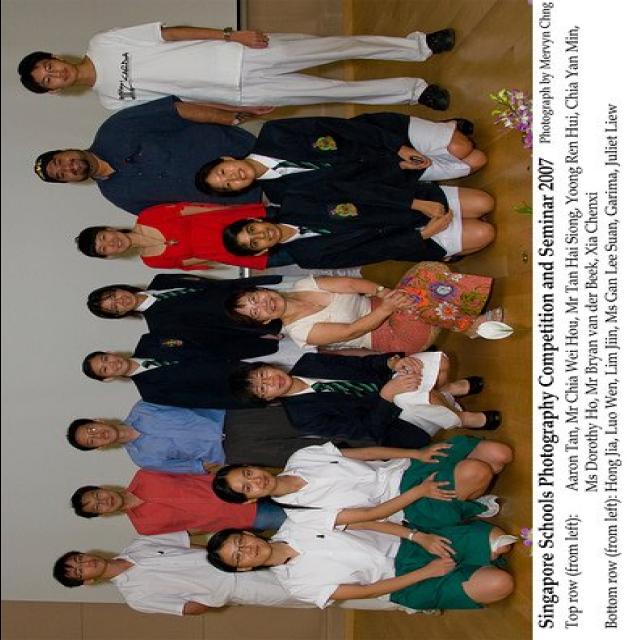 Singapore Schools Photography Competition and Seminar 2007 Photograph by Mervyn Chng
Top row (from left): Aaron Tan, Mr Chia Wei Hou, Mr Tan Hai Siong, Yoong Ren Hui, Chia Yan Min,
Ms Dorothy Ho, Mr Bryan van der Beek, Xia Chenxi
Bottom row (from left): Hong Jia, Luo Wen, Lim Jiin, Ms Gan Lee Suan, Garima, Juliet Liew